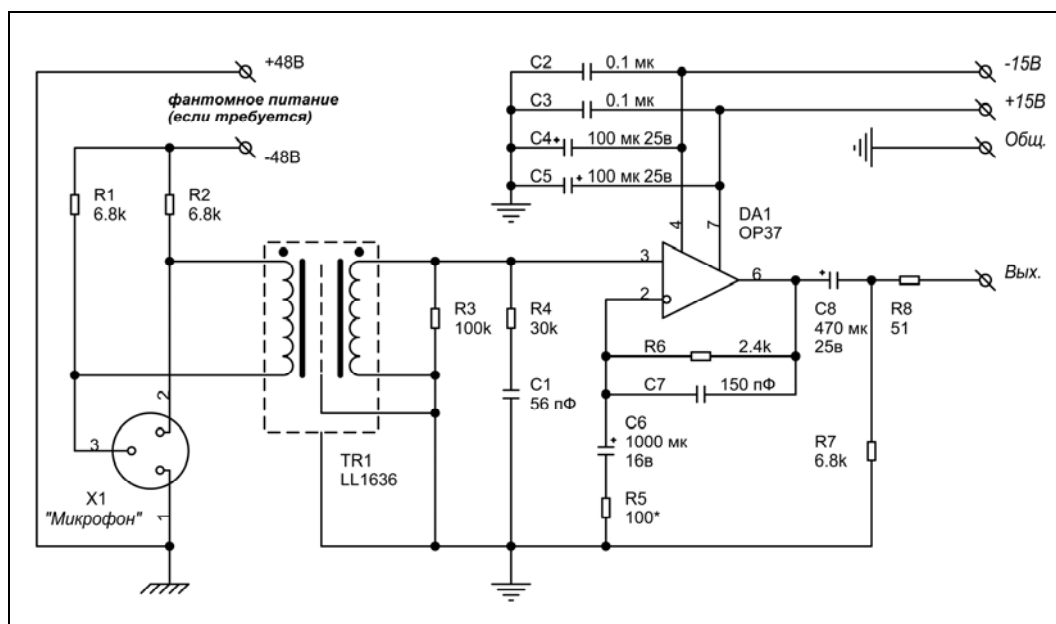 +48В
фантомное питание
(если требуется)
-48В
R1
6.8k
R2
6.8k
2
3
1
X1
"Микрофон"
TR1
LL1636
R3
100k
R4
30k
C1
56 пФ
C2 0.1 мк
C3 0.1 мк
C4 + 100 мк 25в
C5 + 100 мк 25в
-15В
+15В
Общ.
4
7
DA1
OP37
3
2
6
R6 2.4k
C7 150 пФ
+ C6
1000 мк
16в
R5
100*
+
C8
470 мк
25в
R8
51
R7
6.8k
Вых.